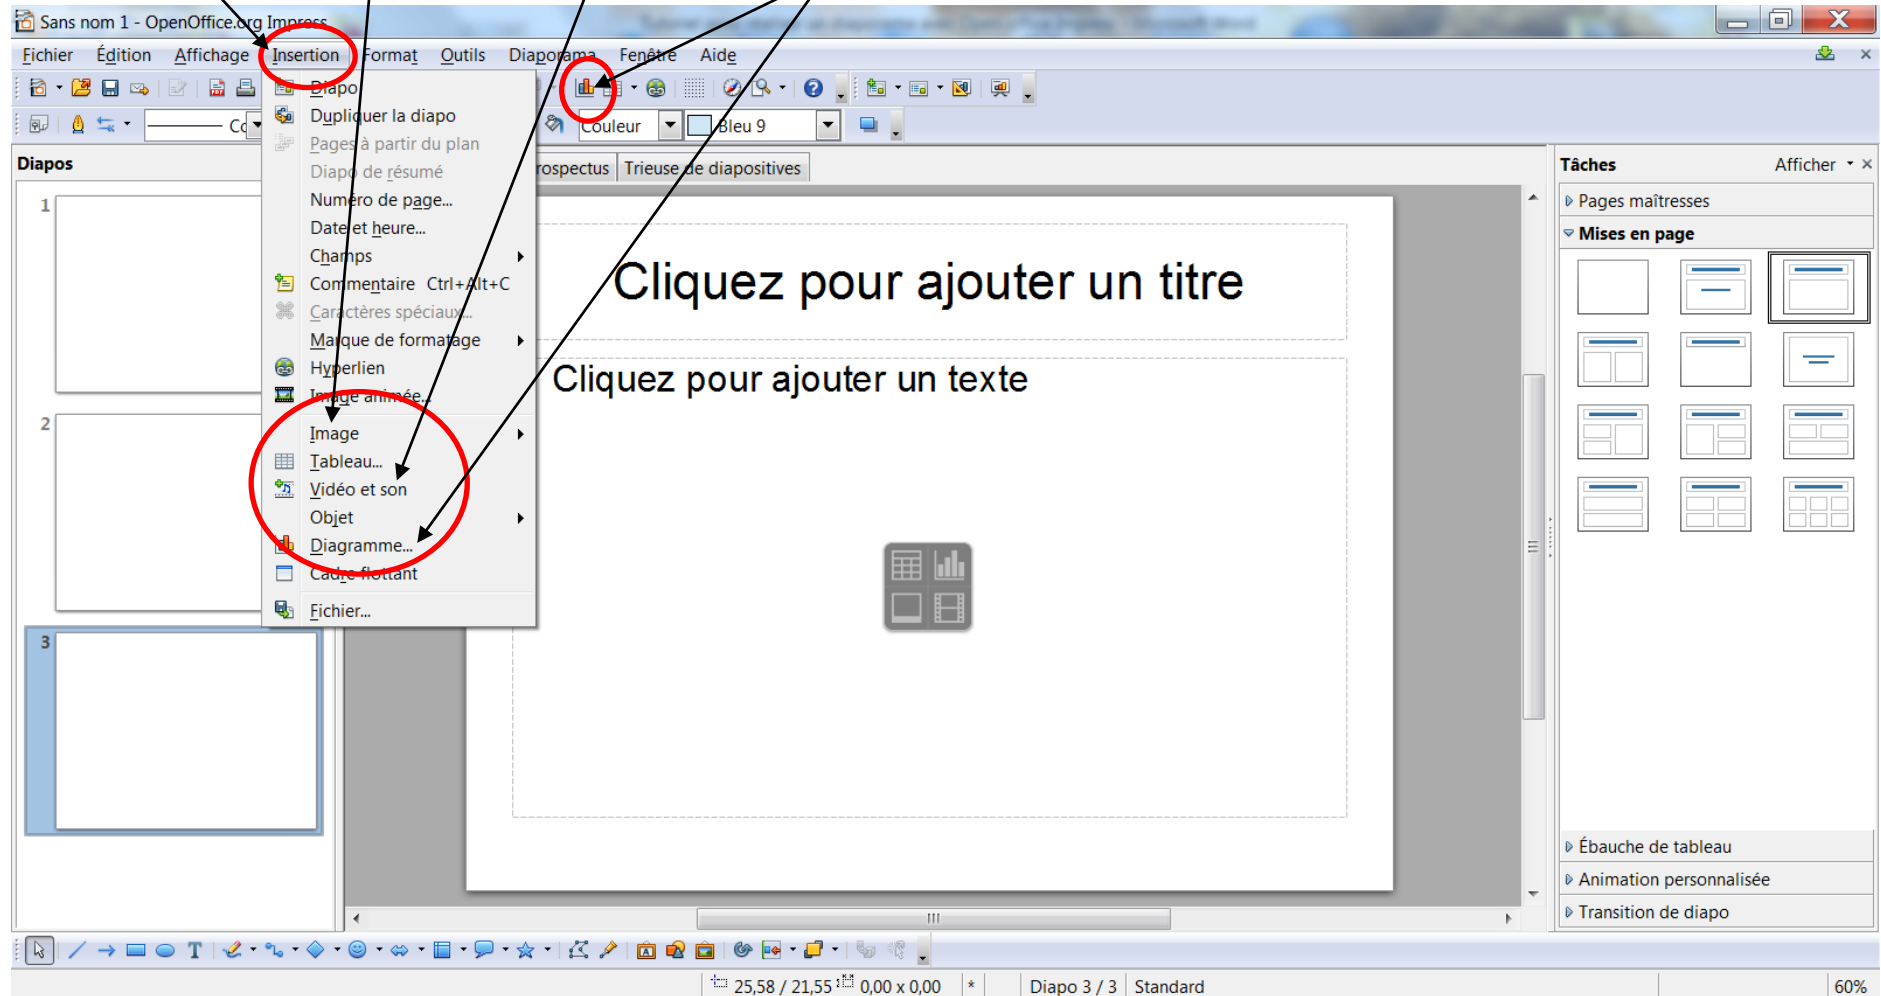 Sans nom 1 - OpenOffice.org Impress
Fichier Édition Affichage Insertion Format Outils Diaporama Fenêtre Aide
Couleur Bleu 9
Diapos
rospectus Trieuse de diapositives
Tâches Afficher
1
2
3
Diapo
Dupliquer la diapo
Pages à partir du plan
Diapo de résumé
Numéro de page...
Date et heure...
Champs
Commentaire Ctrl+Alt+C
Caractères spéciaux...
Marque de formatage
Hyperlien
Image animée...
Image
Tableau...
Vidéo et son
Objet
Diagramme...
Cadre flottant
Fichier...
Cliquez pour ajouter un titre
Cliquez pour ajouter un texte
Pages maîtresses
Mises en page
Ébauche de tableau
Animation personnalisée
Transition de diapo
25,58 / 21,55 0,00 x 0,00 * Diapo 3 / 3 Standard 60%